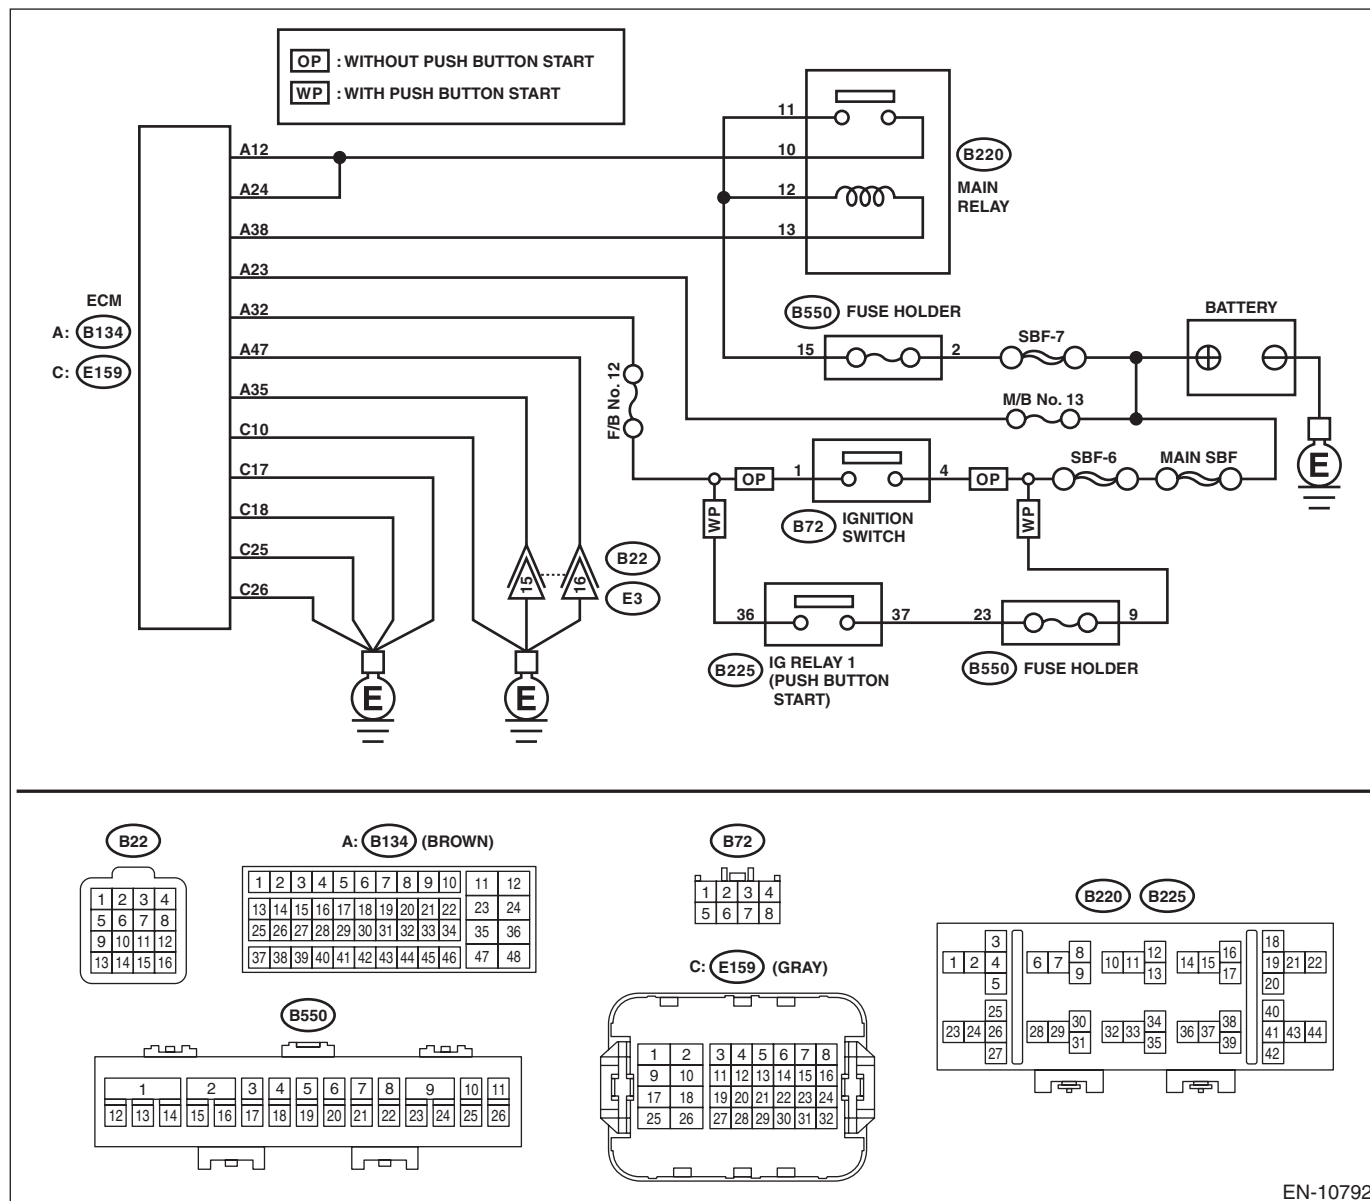 OP : WITHOUT PUSH BUTTON START
WP : WITH PUSH BUTTON START
11
A12
10
B220
MAIN
RELAY
A24
12
A38
13
A23
ECM
A: B134
C: E159
A32
B550 FUSE HOLDER
BATTERY
SBF-7
A47
15
2
F/B No. 12
A35
M/B No. 13
C10
SBF-6
MAIN SBF
C17
OP
1
4
OP
E
WP
B72
IGNITION
SWITCH
WP
C18
C25
15
16
B22
E3
C26
36
37
23
9
B225
IG RELAY 1
(PUSH BUTTON
START)
B550 FUSE HOLDER
E
E
B22
1 2 3 4
5 6 7 8
9 10 11 12
13 14 15 16
A: B134 (BROWN)
1 2 3 4 5 6 7 8 9 10 11 12
13 14 15 16 17 18 19 20 21 22 23 24
25 26 27 28 29 30 31 32 33 34 35 36
37 38 39 40 41 42 43 44 45 46 47 48
B72
1 2 3 4
5 6 7 8
B220 B225
3 8 12 16 18
1 2 4 6 7 10 11 14 15 19 21 22
5 9 13 17 20
25 30 34 38 40
23 24 26 28 29 32 33 36 37 41 43 44
27 31 35 39 42
C: E159 (GRAY)
1 2 3 4 5 6 7 8
9 10 11 12 13 14 15 16
17 18 19 20 21 22 23 24
25 26 27 28 29 30 31 32
B550
1 2 3 4 5 6 7 8 9 10 11
12 13 14 15 16 17 18 19 20 21 22 23 24 25 26
EN-10792